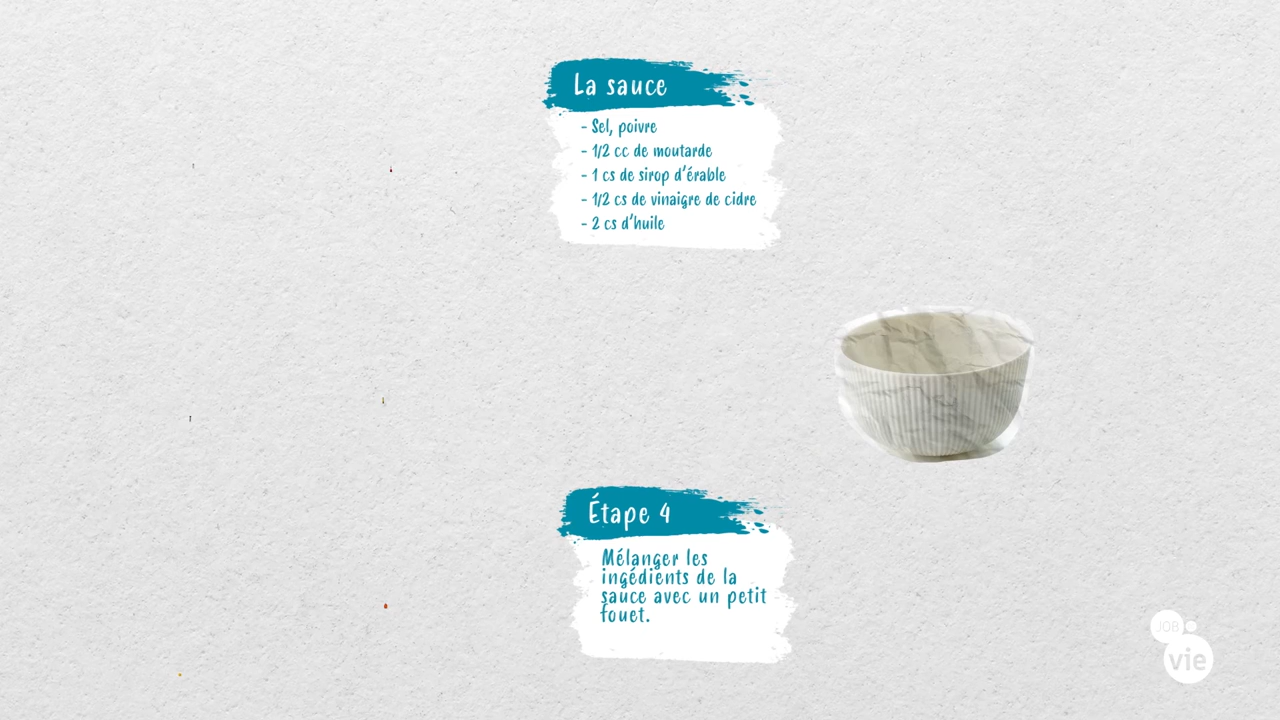 La sauce
- Sel, poivre
- 1/2 cc de moutarde
- 1 cs de sirop d'érable
- 1/2 cs de vinaigre de cidre
- 2 cs d'huile
Étape 4
Mélanger les
ingédients de la
sauce avec un petit
fouet.
JOB
vie